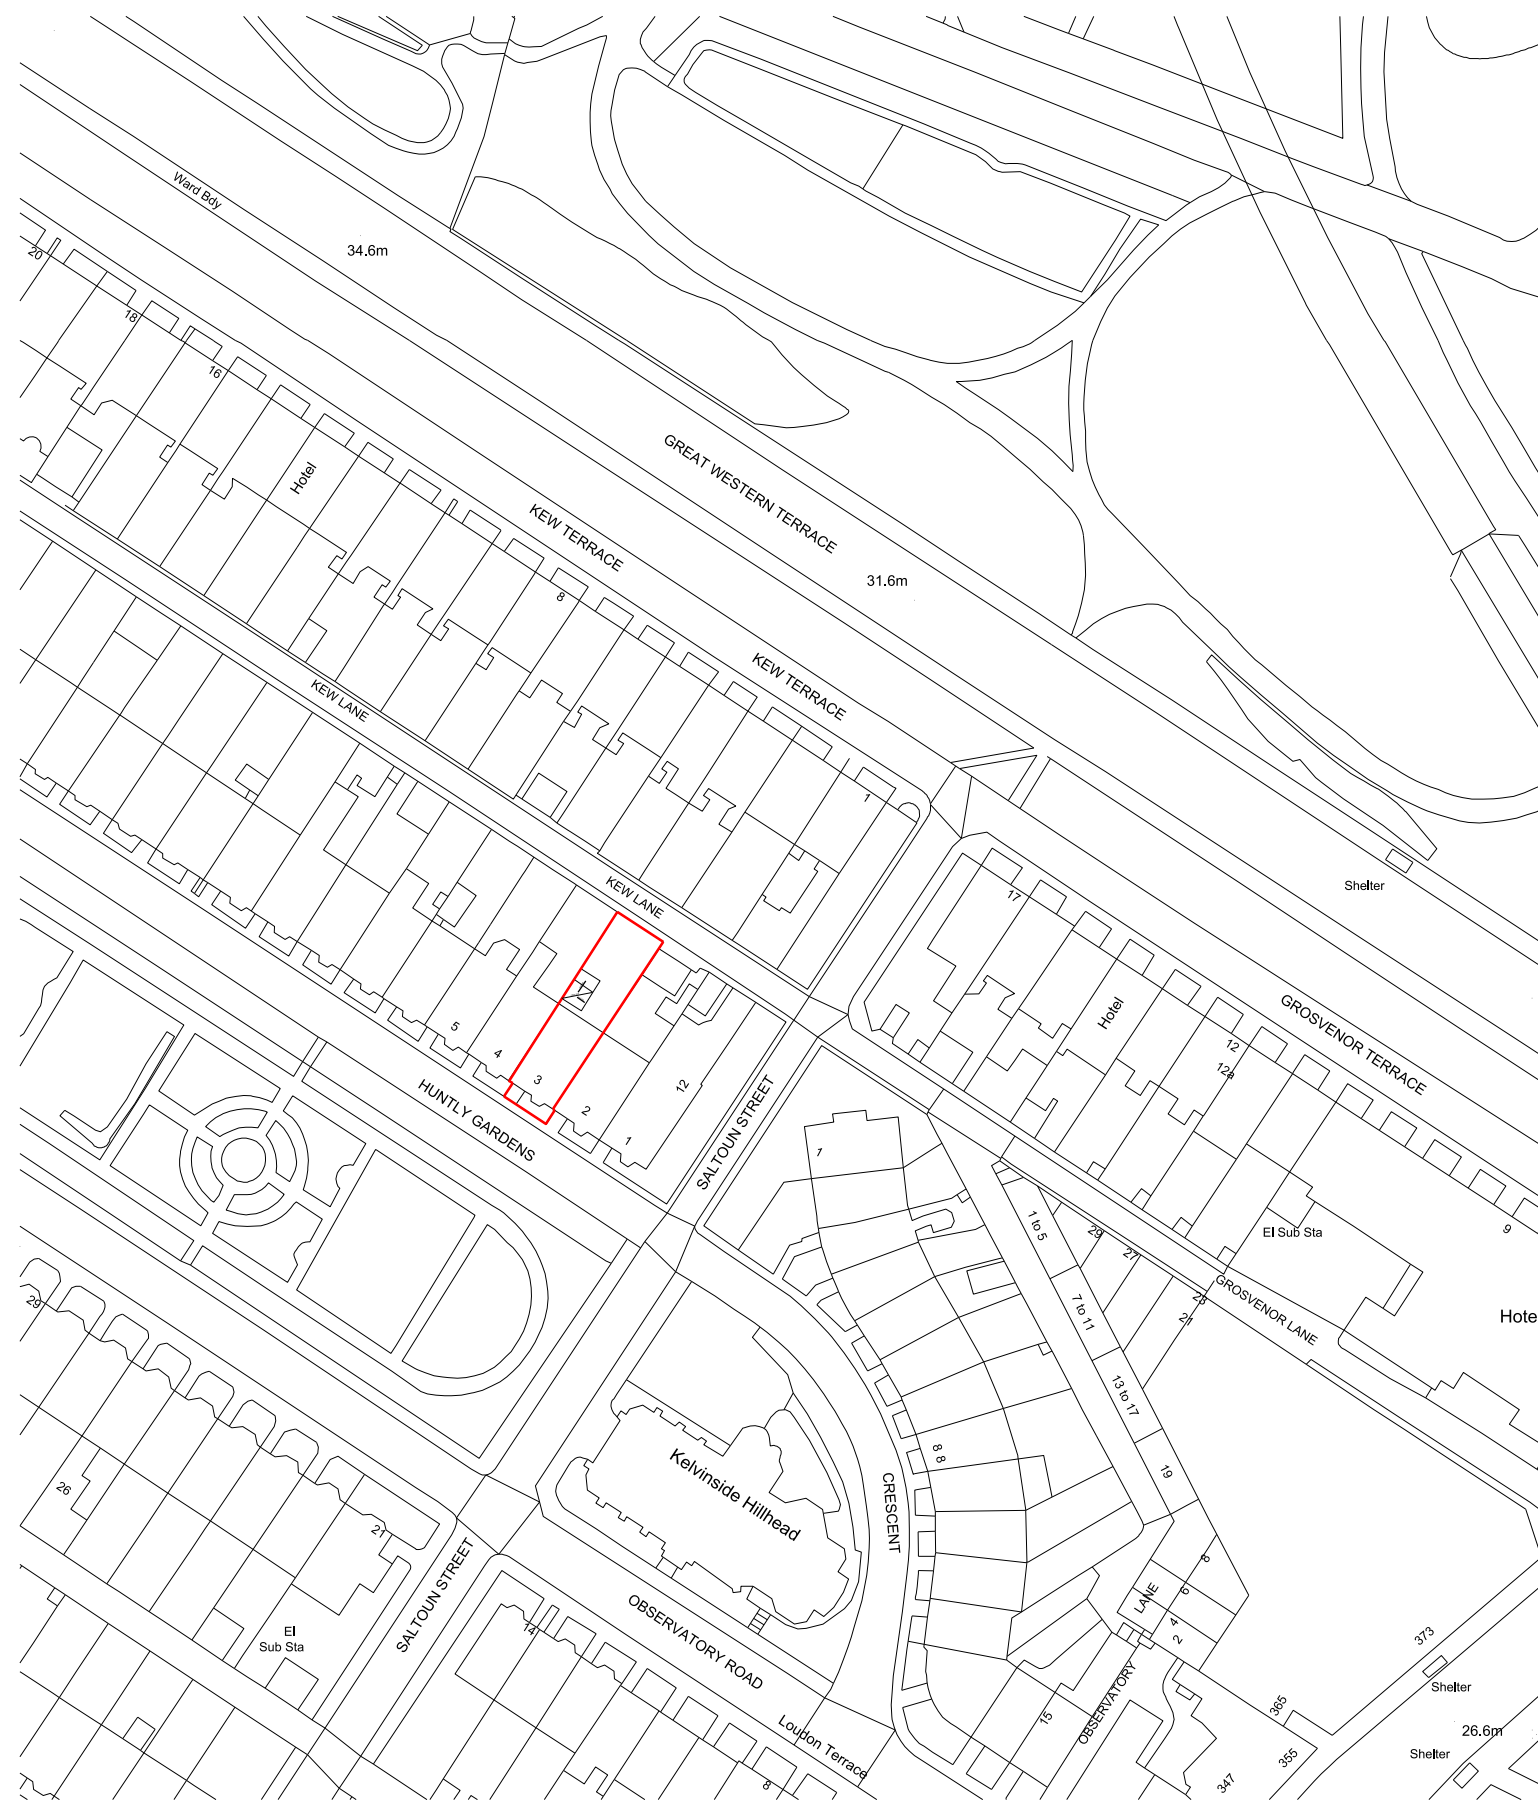 Ward Bdy
34.6m
20
18
16
Hotel
GREAT WESTERN TERRACE
KEW TERRACE
31.6m
8
KEW TERRACE
KEW LANE
1
KEW LANE
Shelter
17
GROSVENOR TERRACE
Hotel
12
12a
5
4
3
2
1
12
HUNTLY GARDENS
SALTOUN STREET
1
1 to 5
29
27
El Sub Sta
9
GROSVENOR LANE
23
21
7 to 11
Hote
29
13 to 17
19
8 8
CRESCENT
Kelvinside Hillhead
26
21
SALTOUN STREET
El
Sub Sta
OBSERVATORY ROAD
14
Loudon Terrace
8
8
6
4
2
LANE
OBSERVATORY
15
373
Shelter
365
26.6m
355
Shelter
347